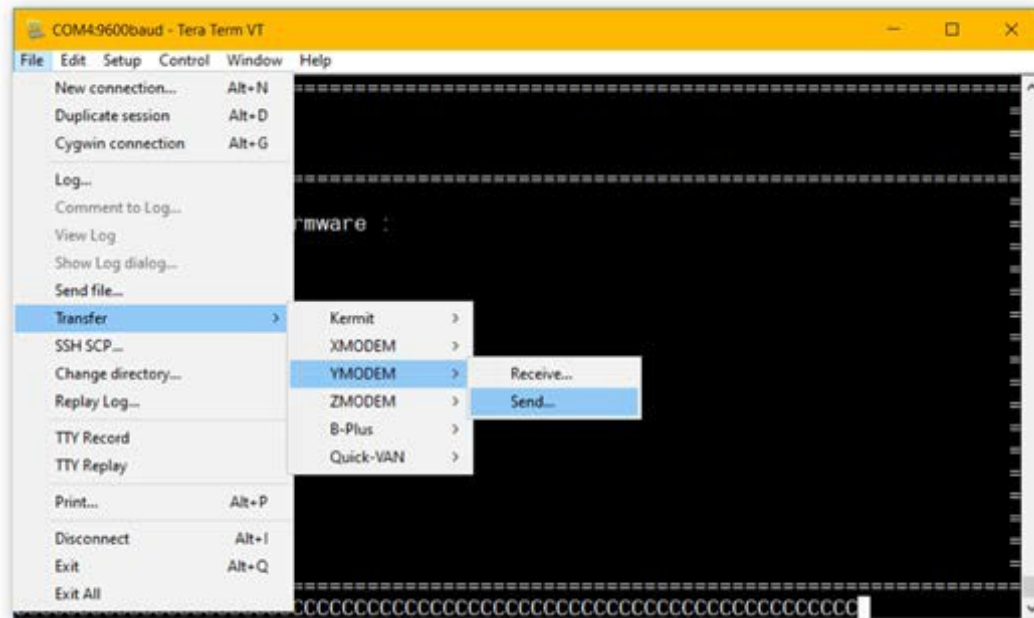 COM4:9600baud - Tera Term VT
File Edit Setup Control Window Help
New connection... Alt+N
Duplicate session Alt+D
Cygwin connection Alt+G
Log...
Comment to Log...
View Log
Show Log dialog...
Send file...
Transfer
SSH SCP...
Change directory...
Replay Log...
TTY Record
TTY Replay
Print... Alt+P
Disconnect Alt+I
Exit Alt+Q
Exit All
Kermit
XMODEM
YMODEM
ZMODEM
B-Plus
Quick-VAN
Receive...
Send...
rmware :